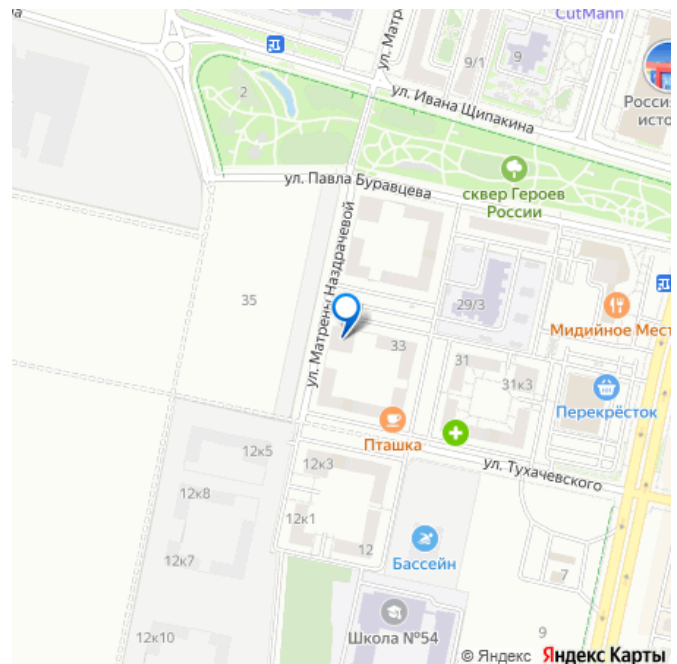 CutMann
ул. Матр
9/1
9
ул. Ивана Щипакина
Россия
исто
2
ул. Павла Буравцева
сквер Героев
России
ул. Матрены Наздрачевой
35
29/3
Мидийное Мест
33
31
31к3
Перекрёсток
Пташка
ул. Тухачевского
12к5
12к3
12к8
12к1
12
12к7
Бассейн
7
12к10
Школа №54
9
© Яндекс Яндекс Карты